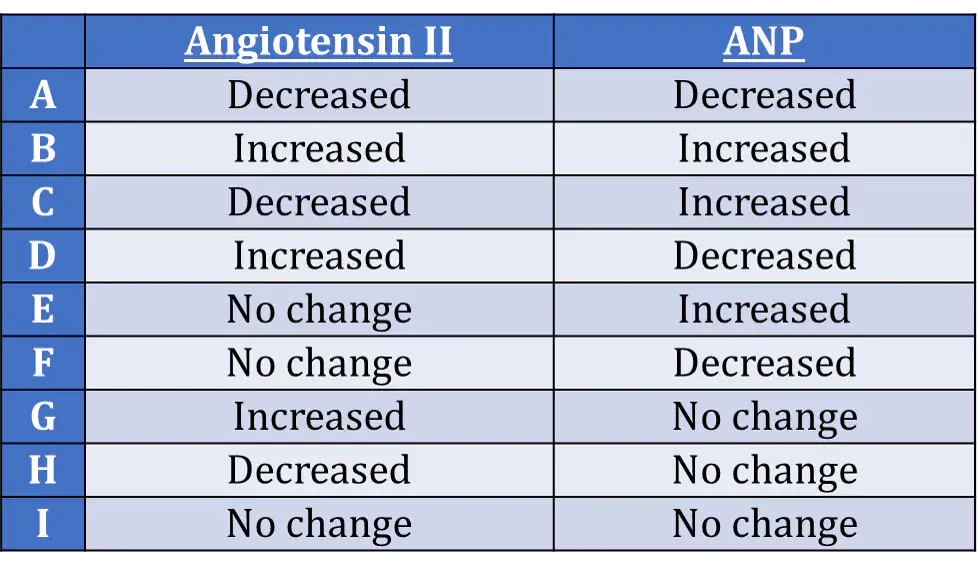 Angiotensin II ANP
A Decreased Decreased
B Increased Increased
C Decreased Increased
D Increased Decreased
E No change Increased
F No change Decreased
G Increased No change
H Decreased No change
I No change No change